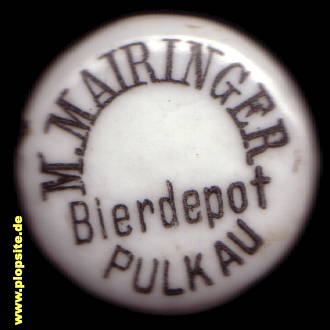 M. MAIRINGER
Bierdepot
PULKAU
www.plopsite.de